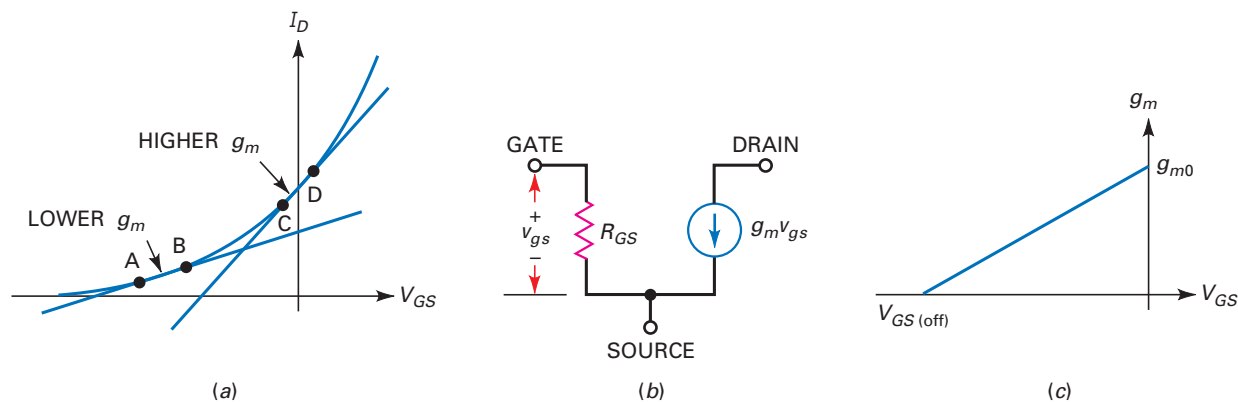 I_D
HIGHER g_m
LOWER g_m
A
B
C
D
V_GS
(a)
GATE
DRAIN
+
v_gs
−
R_GS
g_m v_gs
SOURCE
(b)
g_m
g_m0
V_GS (off)
V_GS
(c)